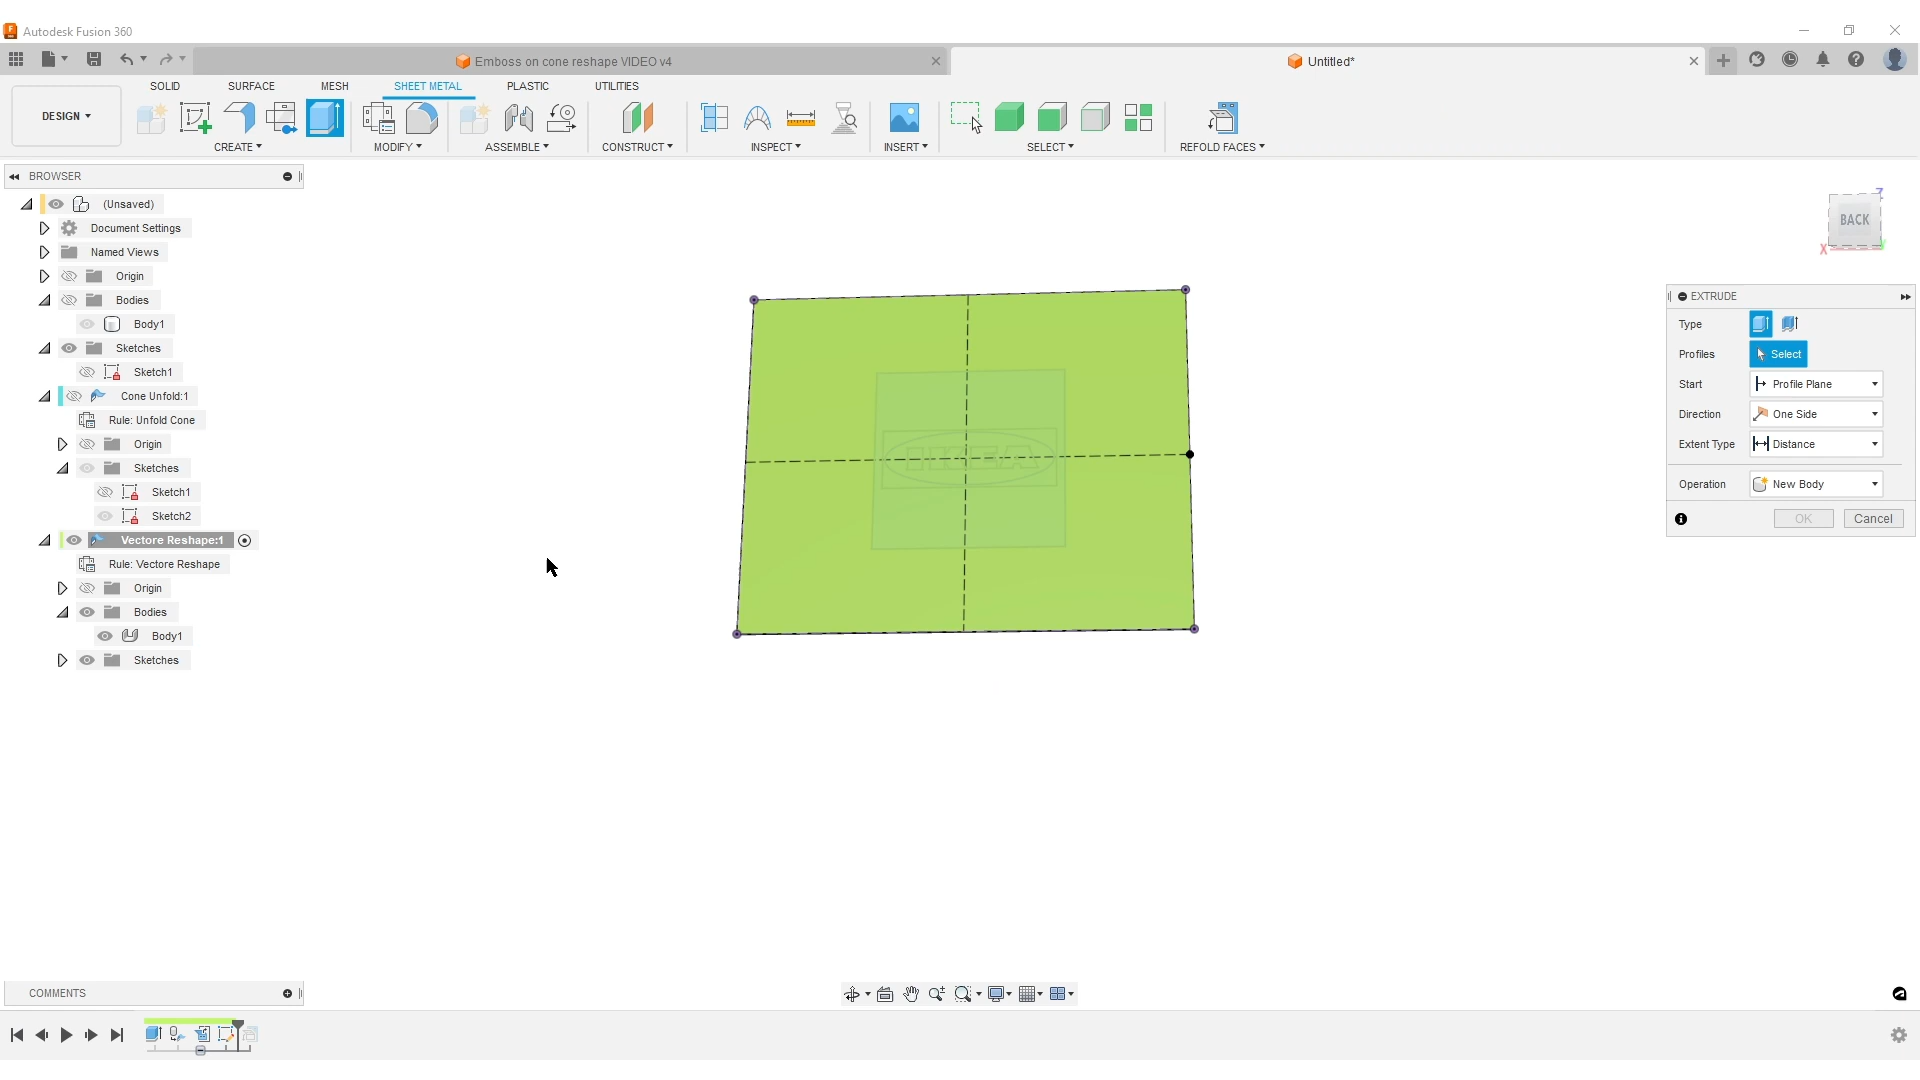 Autodesk Fusion 360
Emboss on cone reshape VIDEO v4
Untitled*
DESIGN
SOLID SURFACE MESH SHEET METAL PLASTIC UTILITIES
CREATE MODIFY ASSEMBLE CONSTRUCT INSPECT INSERT SELECT REFOLD FACES
BROWSER
(Unsaved)
Document Settings
Named Views
Origin
Bodies
Body1
Sketches
Sketch1
Cone Unfold:1
Rule: Unfold Cone
Origin
Sketches
Sketch1
Sketch2
Vectore Reshape:1
Rule: Vectore Reshape
Origin
Bodies
Body1
Sketches
IKEA
Z
BACK
X
EXTRUDE
Type
Profiles Select
Start Profile Plane
Direction One Side
Extent Type Distance
Operation New Body
OK Cancel
COMMENTS